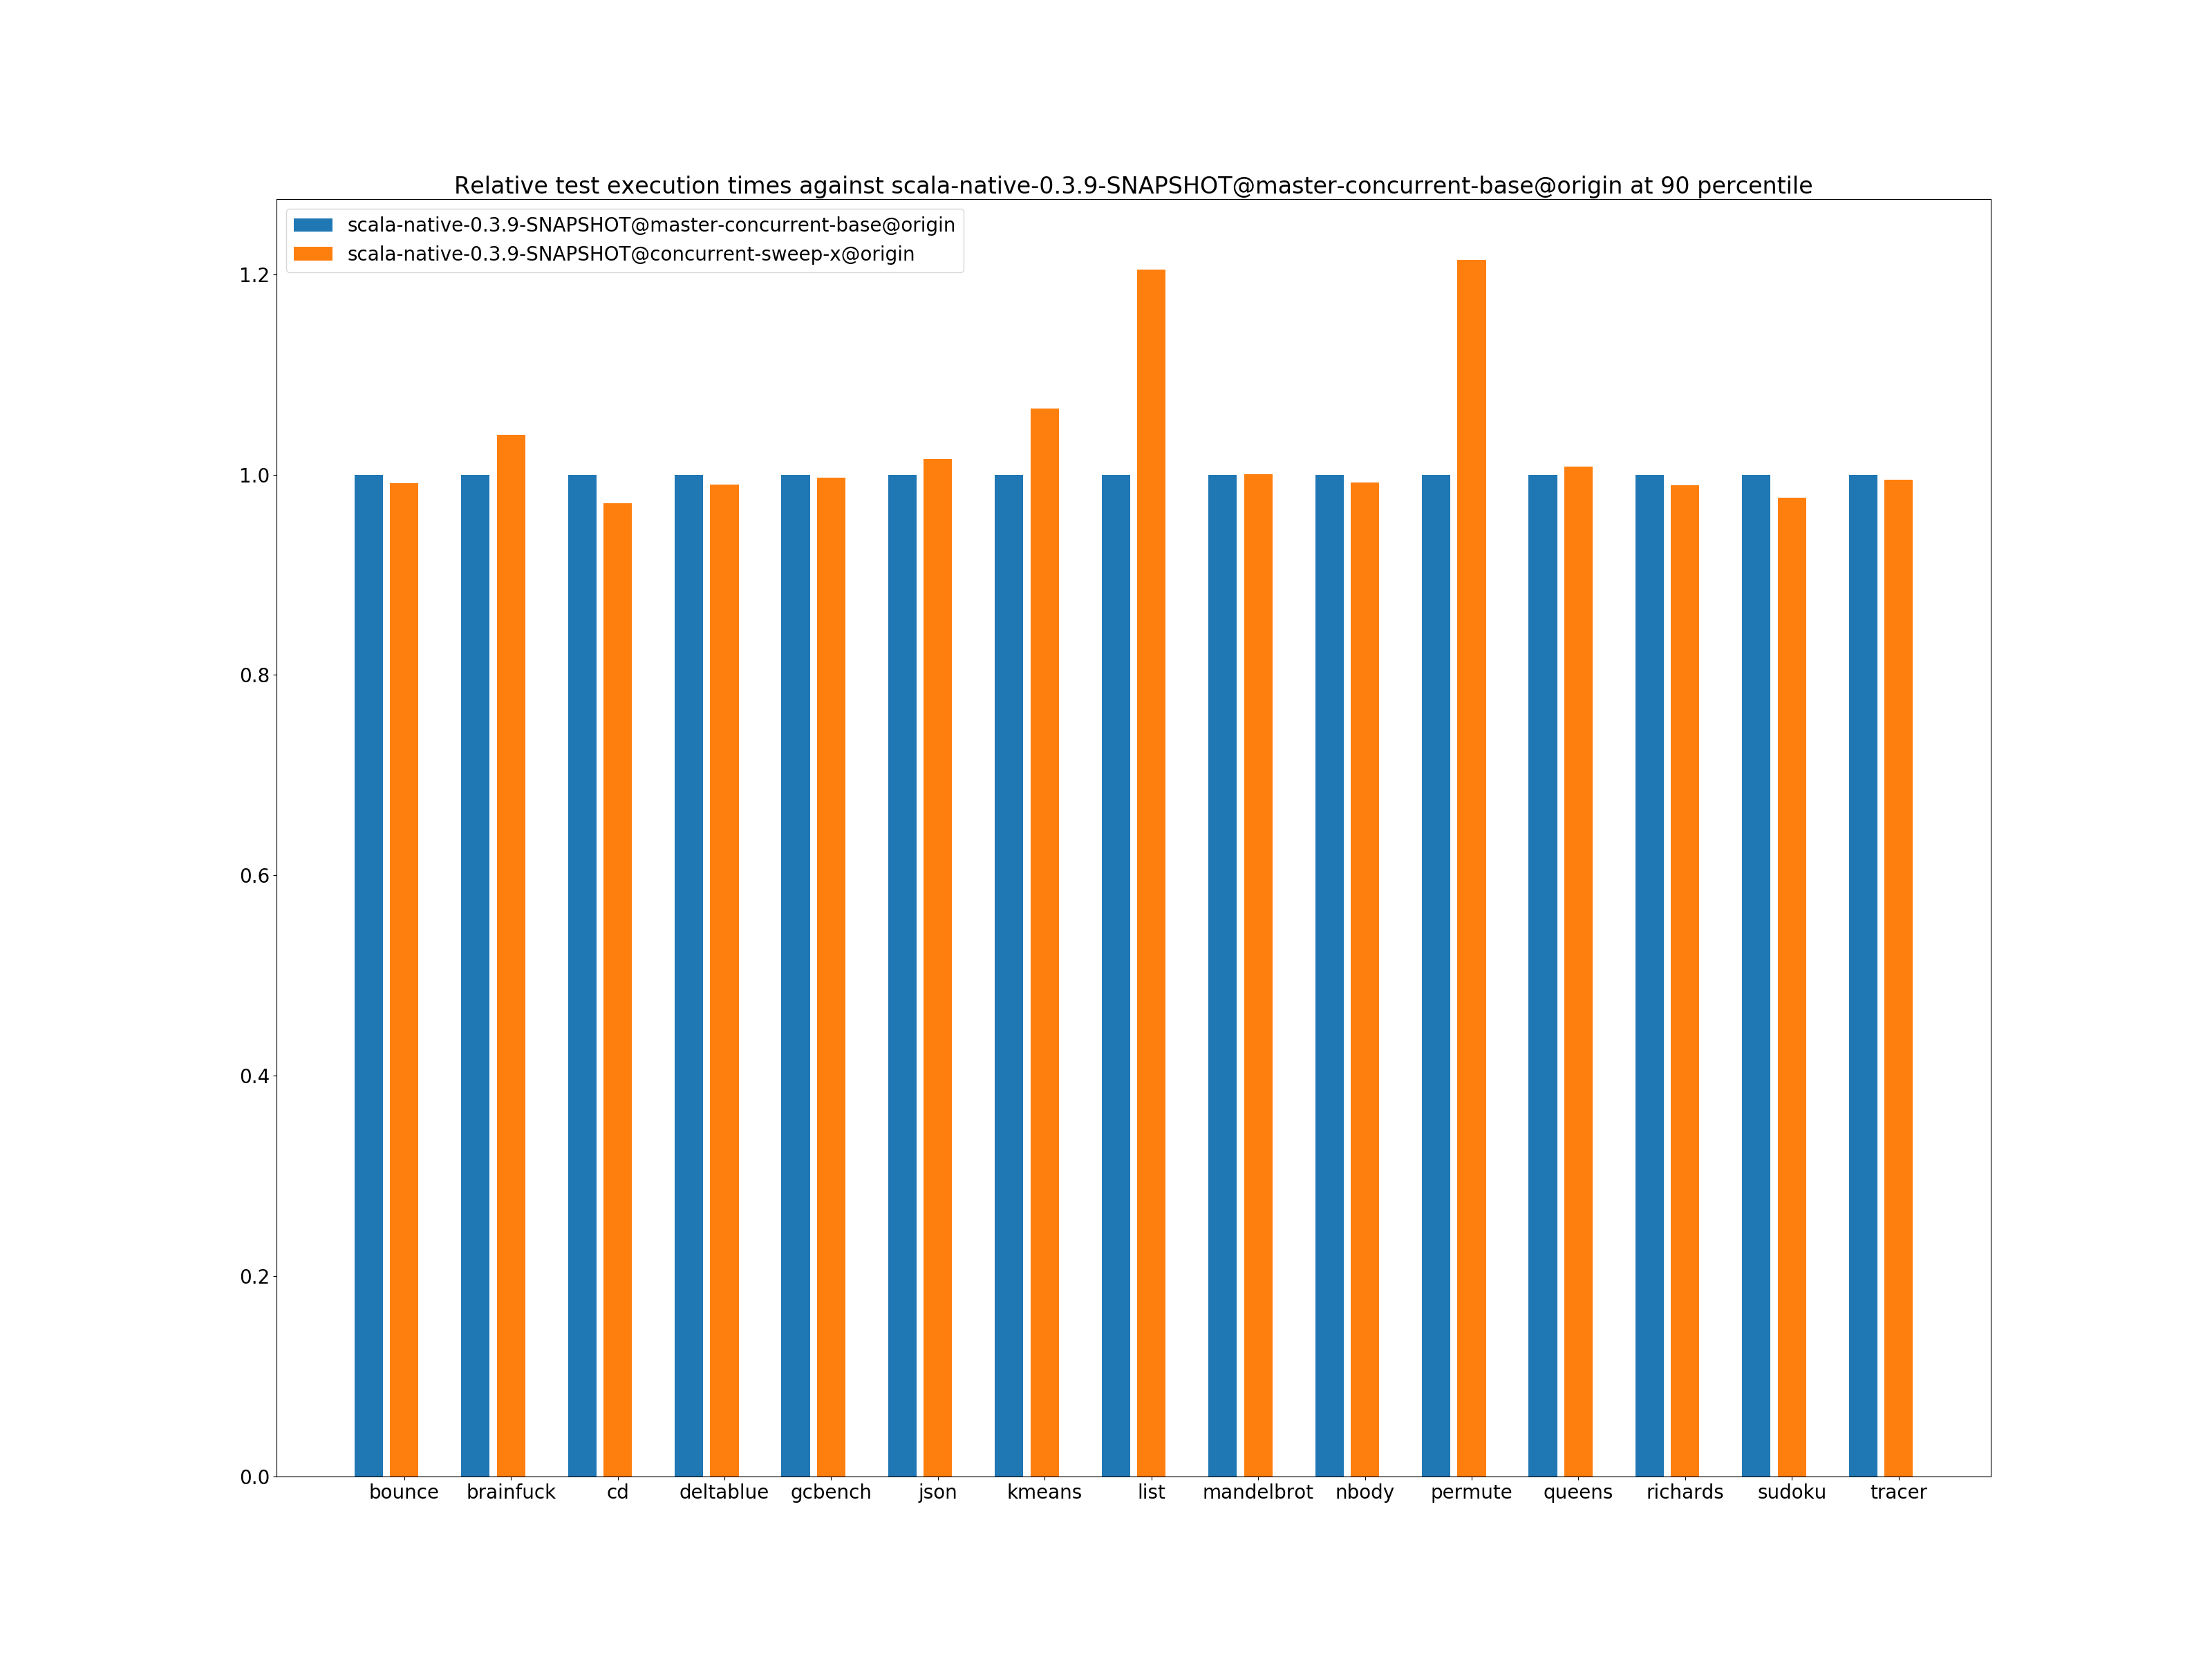 Relative test execution times against scala-native-0.3.9-SNAPSHOT@master-concurrent-base@origin at 90 percentile
scala-native-0.3.9-SNAPSHOT@master-concurrent-base@origin
scala-native-0.3.9-SNAPSHOT@concurrent-sweep-x@origin
1.2
1.0
0.8
0.6
0.4
0.2
0.0
bounce brainfuck cd deltablue gcbench json kmeans list mandelbrot nbody permute queens richards sudoku tracer